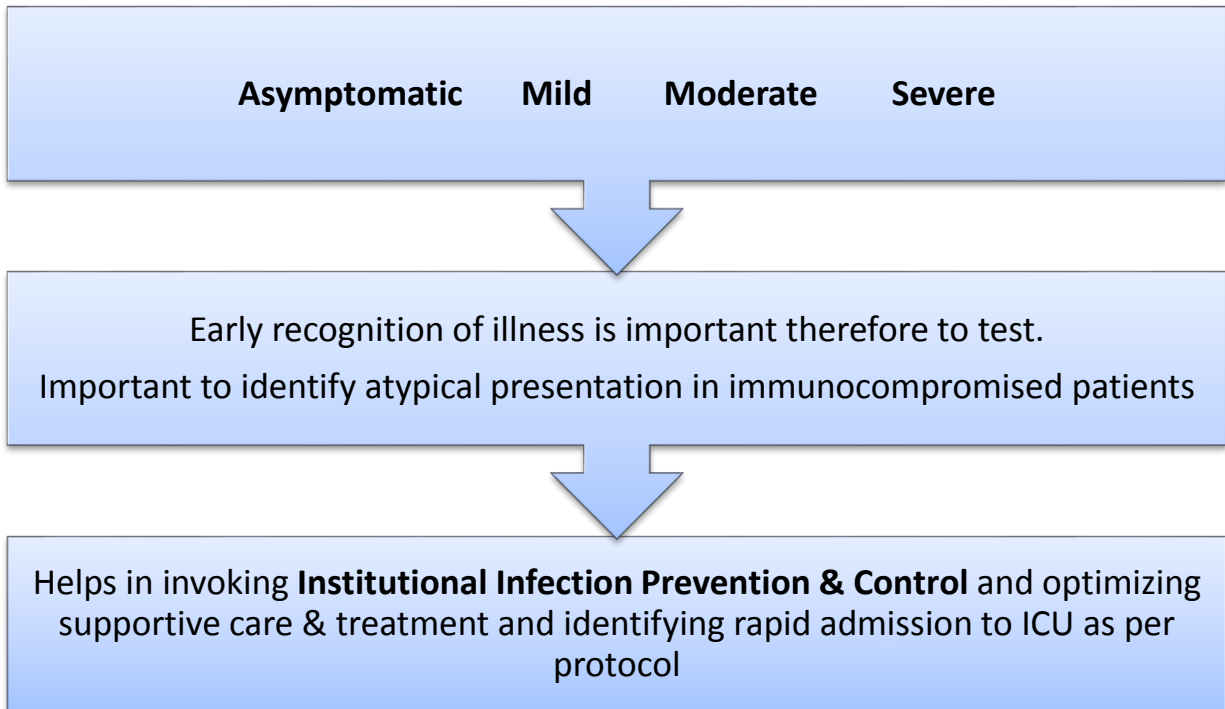 Asymptomatic Mild Moderate Severe
Early recognition of illness is important therefore to test.
Important to identify atypical presentation in immunocompromised patients
Helps in invoking Institutional Infection Prevention & Control and optimizing
supportive care & treatment and identifying rapid admission to ICU as per
protocol